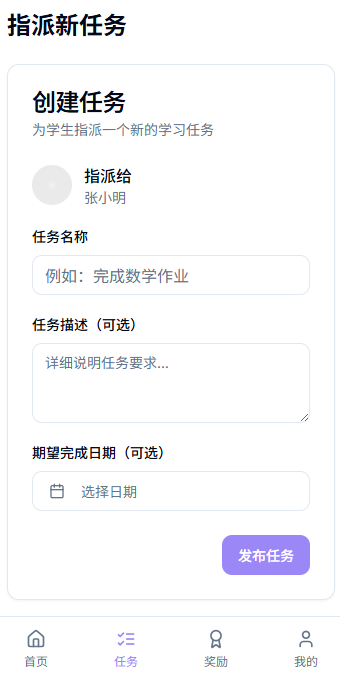 指派新任务
创建任务
为学生指派一个新的学习任务
指派给
张小明
任务名称
例如：完成数学作业
任务描述（可选）
详细说明任务要求...
期望完成日期（可选）
选择日期
发布任务
首页
任务
奖励
我的